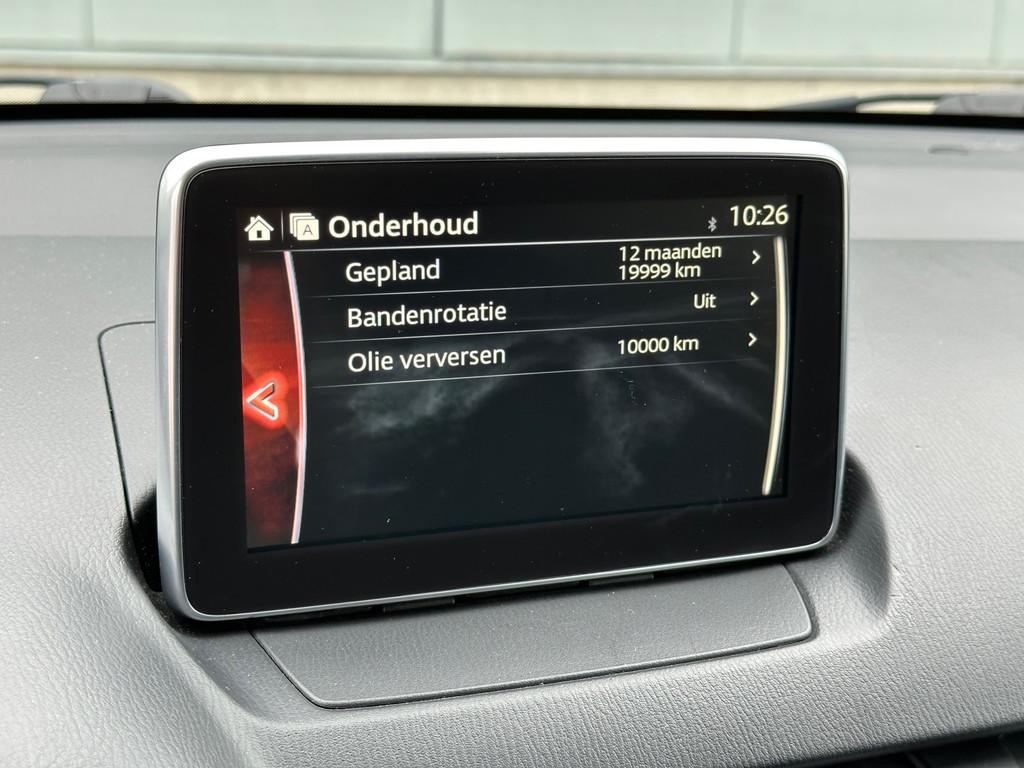 A Onderhoud 10:26
Gepland 12 maanden
19999 km
Bandenrotatie Uit
Olie verversen 10000 km